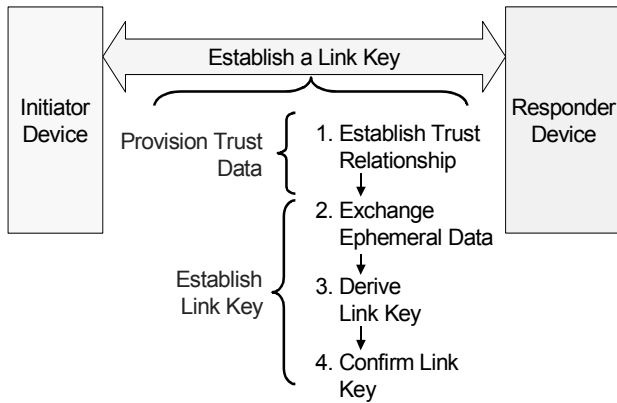 Establish a Link Key
Initiator
Device
Responder
Device
Provision Trust
Data
1. Establish Trust
Relationship
2. Exchange
Ephemeral Data
Establish
Link Key
3. Derive
Link Key
4. Confirm Link
Key